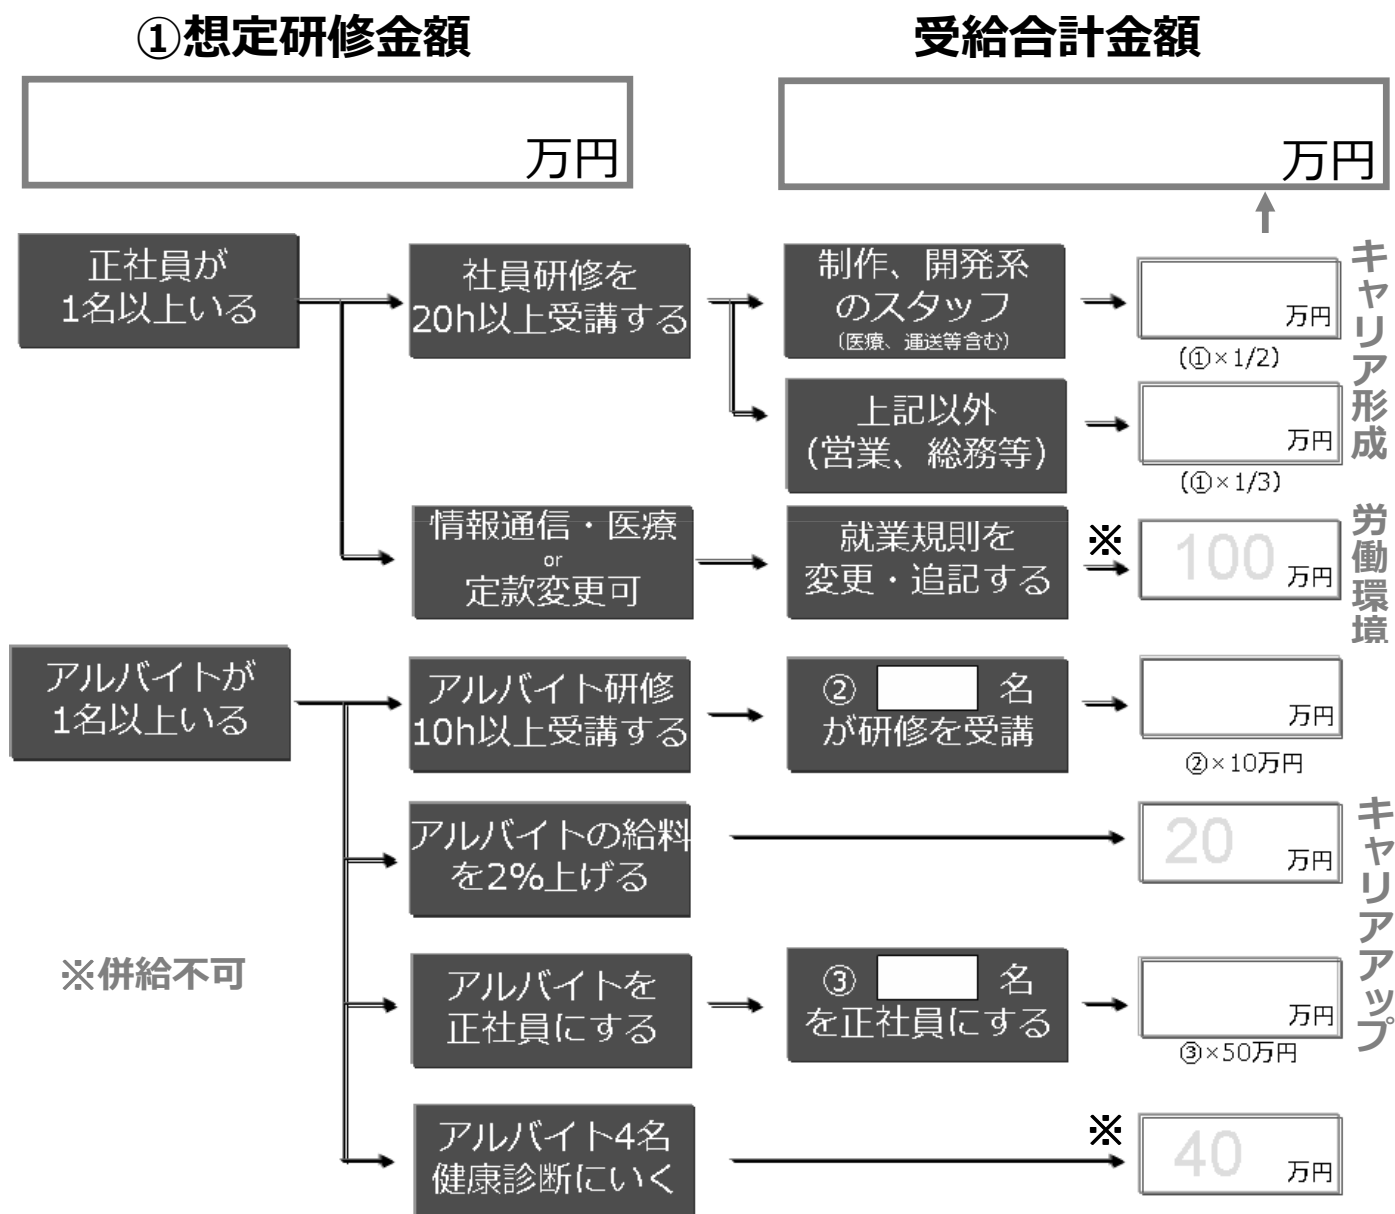 ①想定研修金額
受給合計金額
万円
万円
正社員が
1名以上いる
社員研修を
20h以上受講する
制作、開発系
のスタッフ
(医療、運送等含む)
万円
(①×1/2)
上記以外
(営業、総務等)
万円
(①×1/3)
キャリア形成
情報通信・医療
or
定款変更可
就業規則を
変更・追記する
※
100
万円
労働環境
アルバイトが
1名以上いる
アルバイト研修
10h以上受講する
② 名
が研修を受講
万円
②×10万円
アルバイトの給料
を2%上げる
20
万円
※併給不可
アルバイトを
正社員にする
③ 名
を正社員にする
万円
③×50万円
キャリアアップ
アルバイト4名
健康診断にいく
※
40
万円